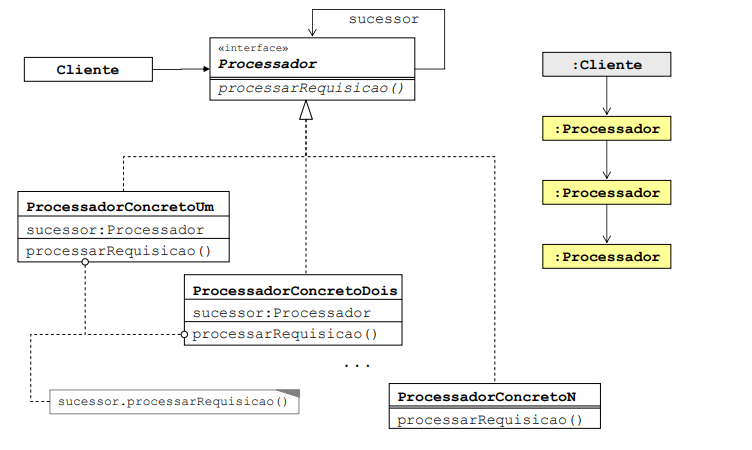 sucessor
«interface»
Processador
processarRequisicao()
Cliente
ProcessadorConcretoUm
sucessor:Processador
processarRequisicao()
ProcessadorConcretoDois
sucessor:Processador
processarRequisicao()
...
sucessor.processarRequisicao()
ProcessadorConcretoN
processarRequisicao()
:Cliente
:Processador
:Processador
:Processador